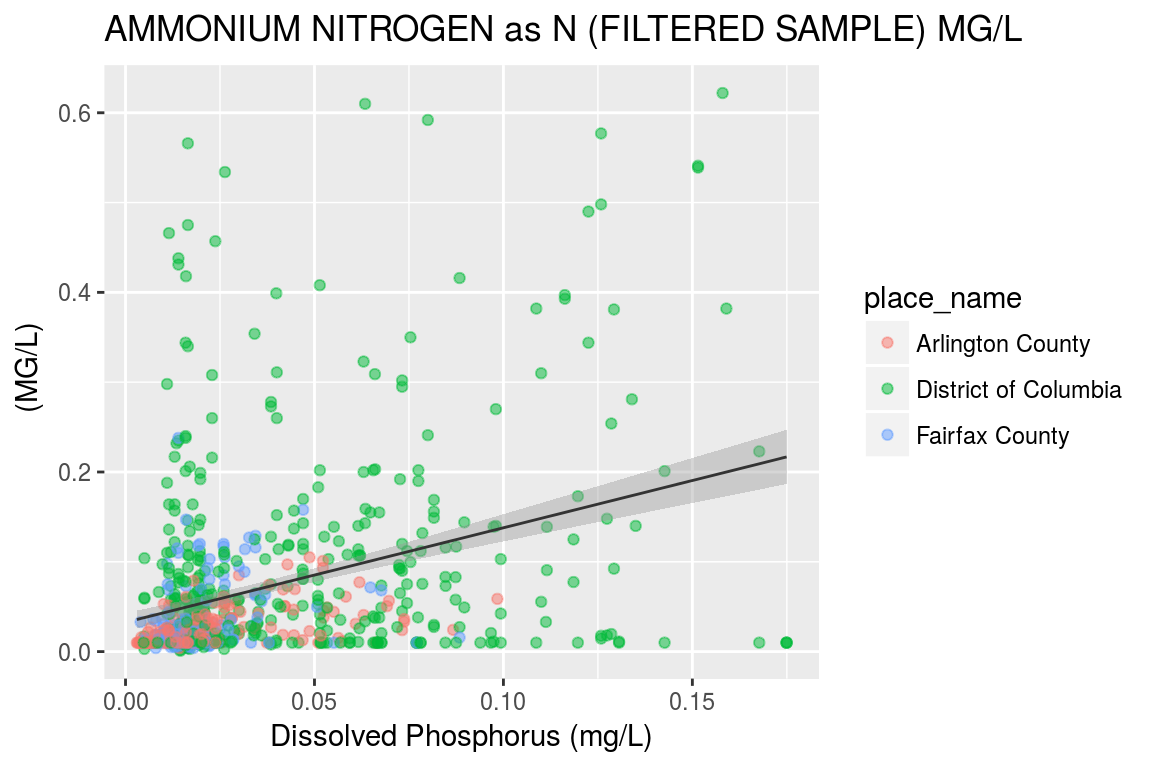 AMMONIUM NITROGEN as N (FILTERED SAMPLE) MG/L
0.6
0.4
0.2
0.0
(MG/L)
0.00 0.05 0.10 0.15
Dissolved Phosphorus (mg/L)
place_name
Arlington County
District of Columbia
Fairfax County